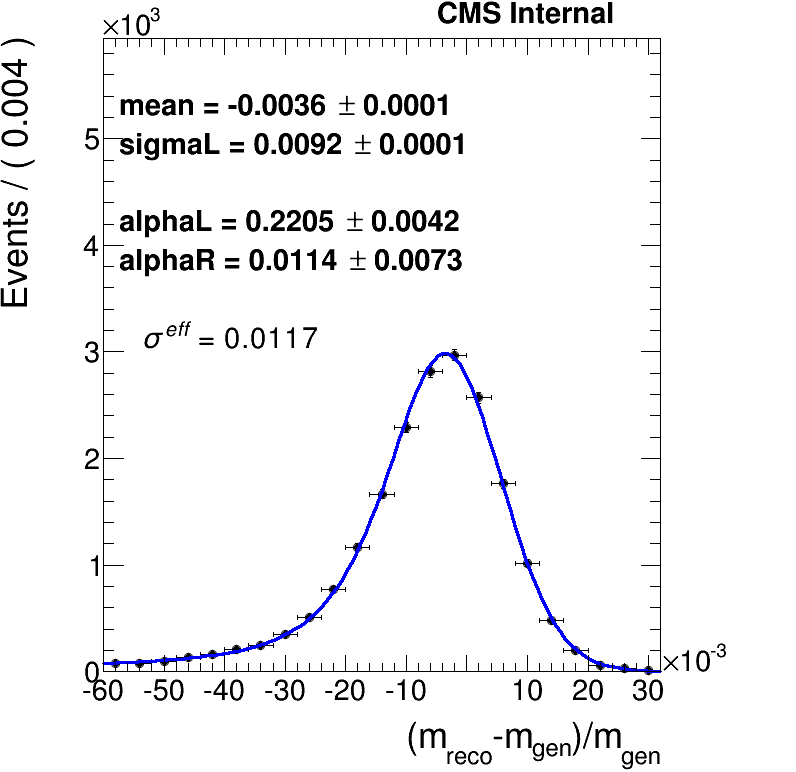 CMS Internal
×10³
Events / ( 0.004 )
mean = -0.0036 ± 0.0001
sigmaL = 0.0092 ± 0.0001
alphaL = 0.2205 ± 0.0042
alphaR = 0.0114 ± 0.0073
σ^eff = 0.0117
5
4
3
2
1
0
-60 -50 -40 -30 -20 -10 10 20 30
×10⁻³
(m_reco-m_gen)/m_gen